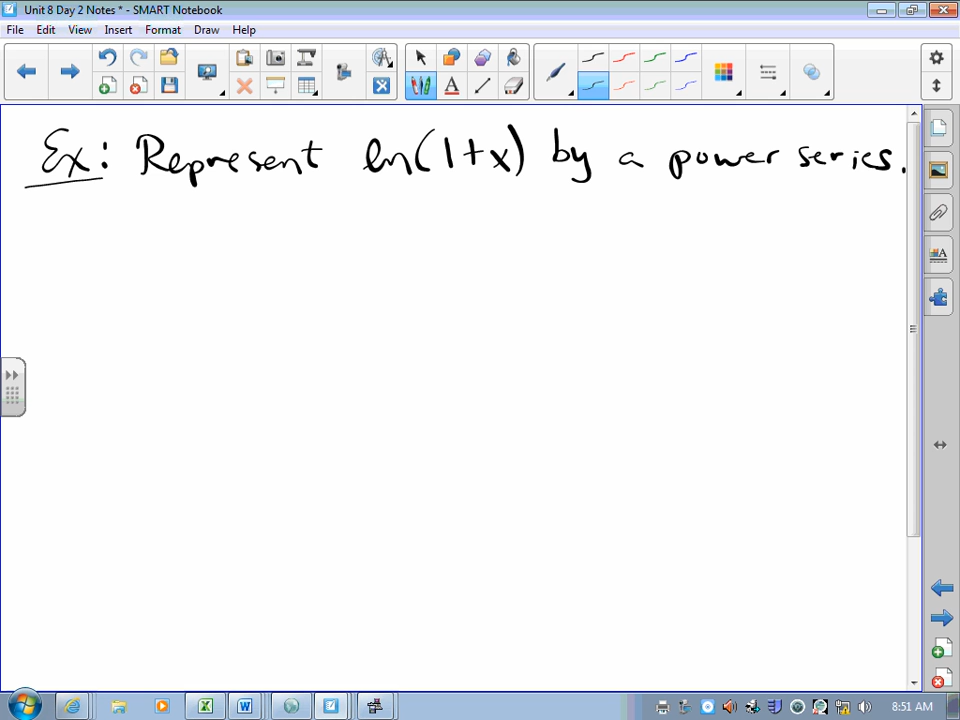 Unit 8 Day 2 Notes * - SMART Notebook
File Edit View Insert Format Draw Help
Ex: Represent ln(1+x) by a power series.
8:51 AM